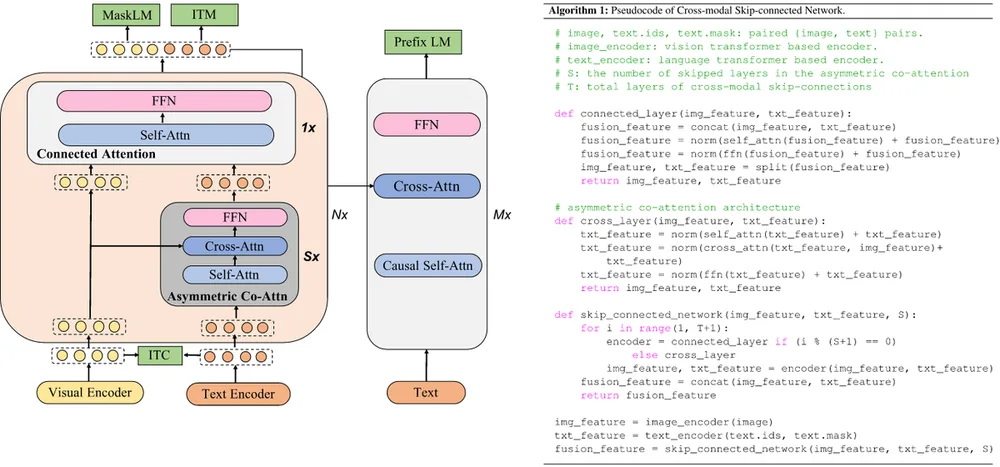 MaskLM
ITM
FFN
Self-Attn
Connected Attention
1x
FFN
Cross-Attn
Self-Attn
Asymmetric Co-Attn
Sx
Nx
ITC
Visual Encoder
Text Encoder
Prefix LM
FFN
Cross-Attn
Causal Self-Attn
Mx
Text
Algorithm 1: Pseudocode of Cross-modal Skip-connected Network.
# image, text.ids, text.mask: paired {image, text} pairs.
# image_encoder: vision transformer based encoder.
# text_encoder: language transformer based encoder.
# S: the number of skipped layers in the asymmetric co-attention
# T: total layers of cross-modal skip-connections
def connected_layer(img_feature, txt_feature):
fusion_feature = concat(img_feature, txt_feature)
fusion_feature = norm(self_attn(fusion_feature) + fusion_feature)
fusion_feature = norm(ffn(fusion_feature) + fusion_feature)
img_feature, txt_feature = split(fusion_feature)
return img_feature, txt_feature
# asymmetric co-attention architecture
def cross_layer(img_feature, txt_feature):
txt_feature = norm(self_attn(txt_feature) + txt_feature)
txt_feature = norm(cross_attn(txt_feature, img_feature)+
txt_feature)
txt_feature = norm(ffn(txt_feature) + txt_feature)
return img_feature, txt_feature
def skip_connected_network(img_feature, txt_feature, S):
for i in range(1, T+1):
encoder = connected_layer if (i % (S+1) == 0)
else cross_layer
img_feature, txt_feature = encoder(img_feature, txt_feature)
fusion_feature = concat(img_feature, txt_feature)
return fusion_feature
img_feature = image_encoder(image)
txt_feature = text_encoder(text.ids, text.mask)
fusion_feature = skip_connected_network(img_feature, txt_feature, S)